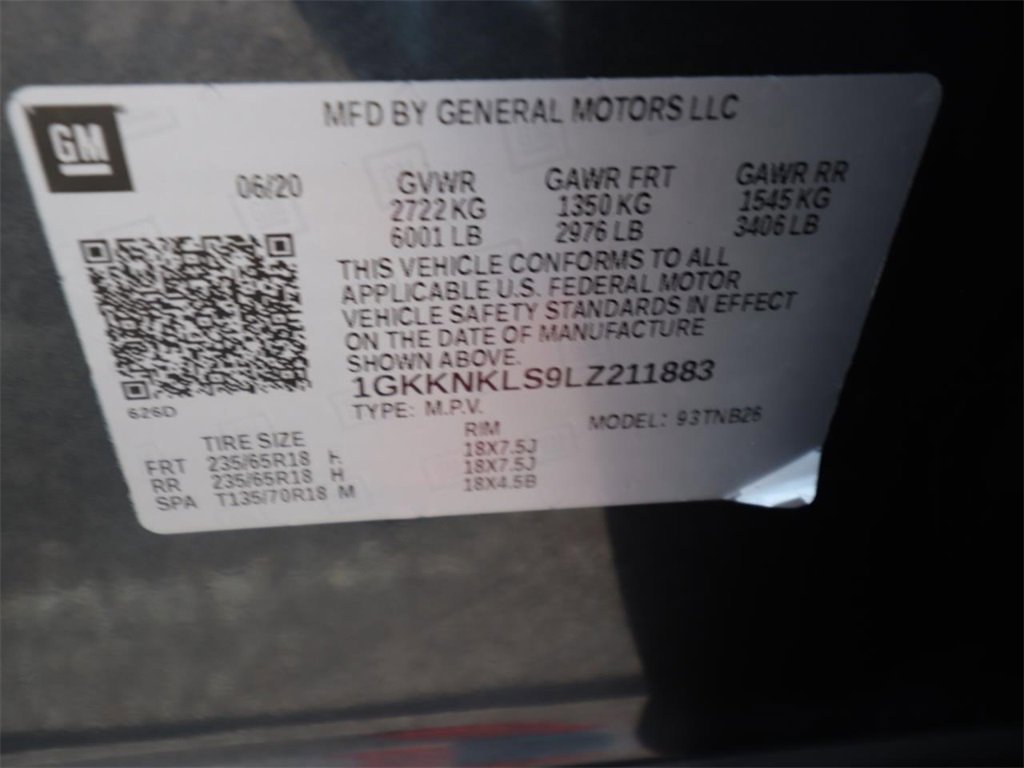 GM
MFD BY GENERAL MOTORS LLC
06/20
GVWR GAWR FRT GAWR RR
2722 KG 1350 KG 1545 KG
6001 LB 2976 LB 3406 LB
THIS VEHICLE CONFORMS TO ALL
APPLICABLE U.S. FEDERAL MOTOR
VEHICLE SAFETY STANDARDS IN EFFECT
ON THE DATE OF MANUFACTURE
SHOWN ABOVE.
1GKKNKLS9LZ211883
626D
TYPE: M.P.V. MODEL: 93TNB26
TIRE SIZE RIM
FRT 235/65R18 H 18X7.5J
RR 235/65R18 H 18X7.5J
SPA T135/70R18 M 18X4.5B